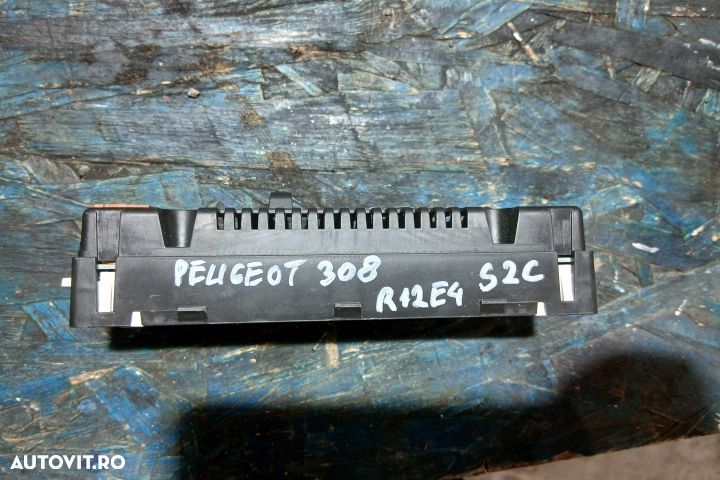 PEUGEOT 308
R12E4 S2C
AUTOVIT.RO